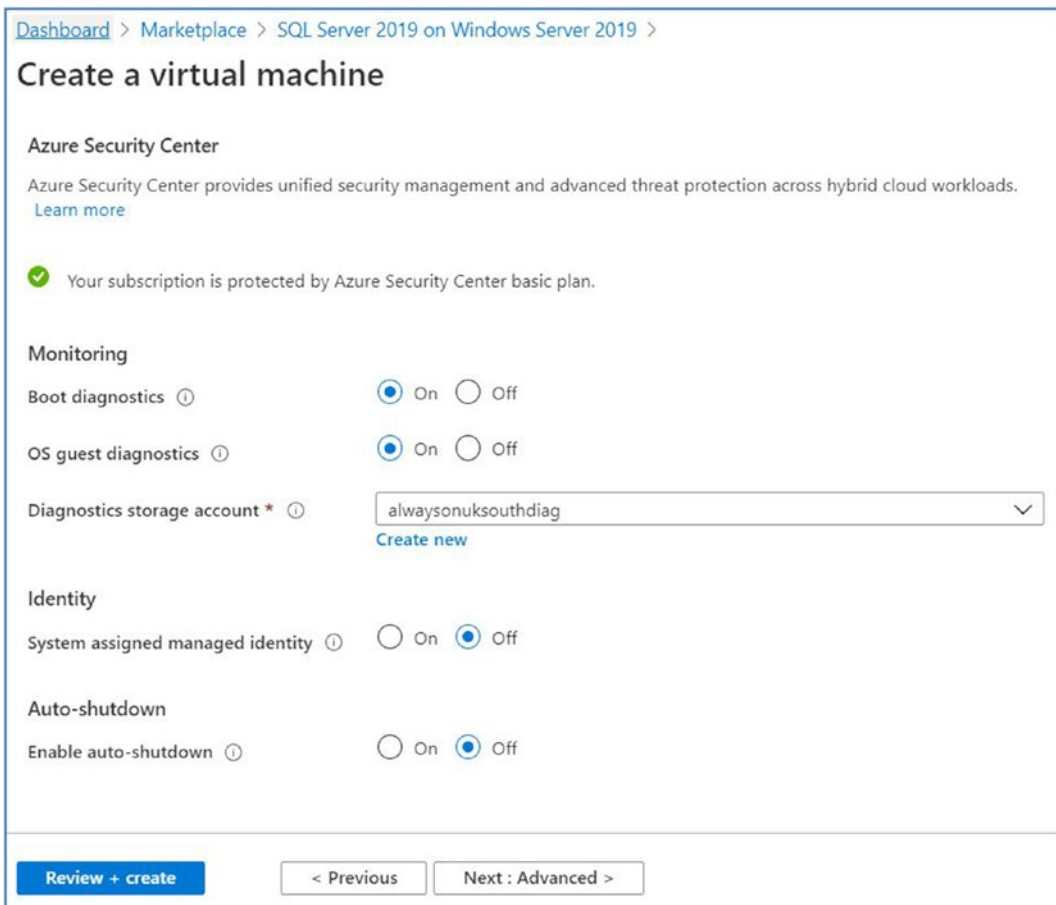 Dashboard > Marketplace > SQL Server 2019 on Windows Server 2019 >
Create a virtual machine
Azure Security Center
Azure Security Center provides unified security management and advanced threat protection across hybrid cloud workloads.
Learn more
Your subscription is protected by Azure Security Center basic plan.
Monitoring
Boot diagnostics On Off
OS guest diagnostics On Off
Diagnostics storage account * alwaysonuksouthdiag
Create new
Identity
System assigned managed identity On Off
Auto-shutdown
Enable auto-shutdown On Off
Review + create < Previous Next : Advanced >